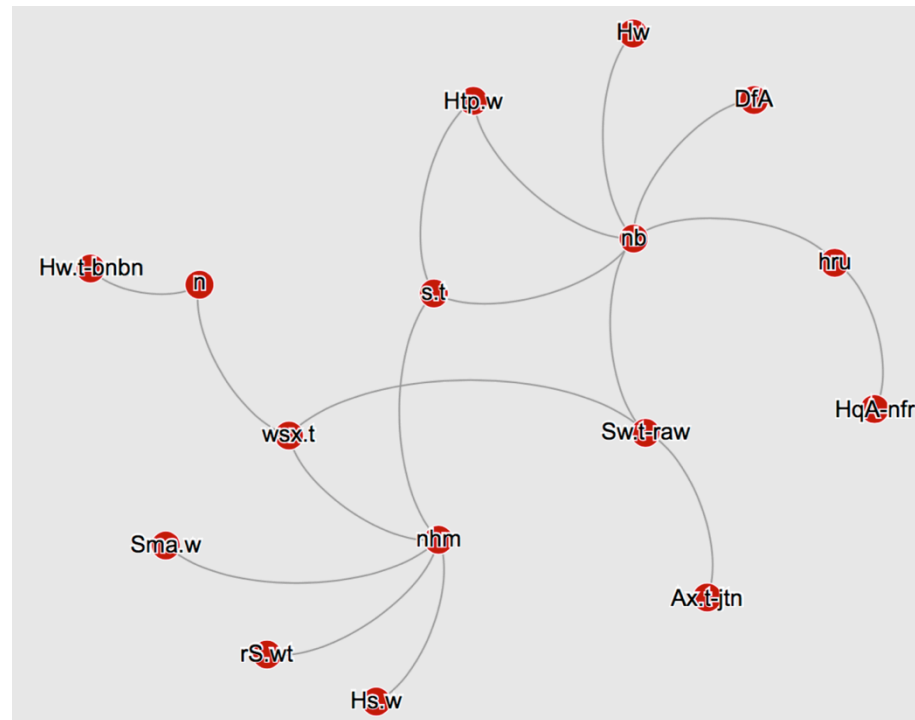 Hw
DfA
Htp.w
nb
hru
Hw.t-bnbn
n
s.t
HqA-nfr
wsx.t
Sw.t-raw
Sma.w
nhm
Ax.t-jtn
rS.wt
Hs.w